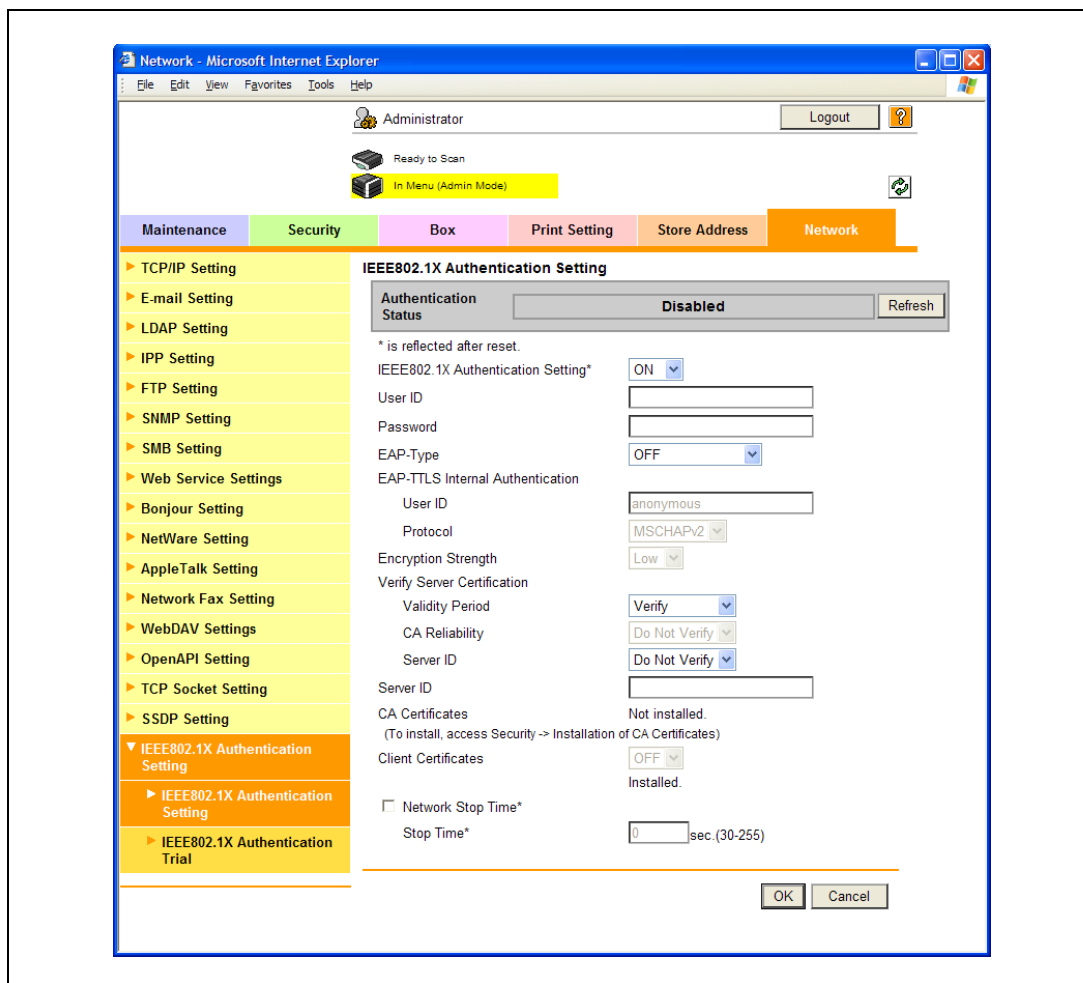 Network - Microsoft Internet Explorer
File Edit View Favorites Tools Help
Administrator
Logout
?
Ready to Scan
In Menu (Admin Mode)
Maintenance Security Box Print Setting Store Address Network
TCP/IP Setting
E-mail Setting
LDAP Setting
IPP Setting
FTP Setting
SNMP Setting
SMB Setting
Web Service Settings
Bonjour Setting
NetWare Setting
AppleTalk Setting
Network Fax Setting
WebDAV Settings
OpenAPI Setting
TCP Socket Setting
SSDP Setting
IEEE802.1X Authentication
Setting
IEEE802.1X Authentication
Setting
IEEE802.1X Authentication
Trial
IEEE802.1X Authentication Setting
Authentication
Status
Disabled
Refresh
* is reflected after reset.
IEEE802.1X Authentication Setting* ON
User ID
Password
EAP-Type OFF
EAP-TTLS Internal Authentication
User ID anonymous
Protocol MSCHAPv2
Encryption Strength Low
Verify Server Certification
Validity Period Verify
CA Reliability Do Not Verify
Server ID Do Not Verify
Server ID
CA Certificates Not installed.
(To install, access Security -> Installation of CA Certificates)
Client Certificates OFF
Installed.
Network Stop Time*
Stop Time* 0 sec.(30-255)
OK Cancel